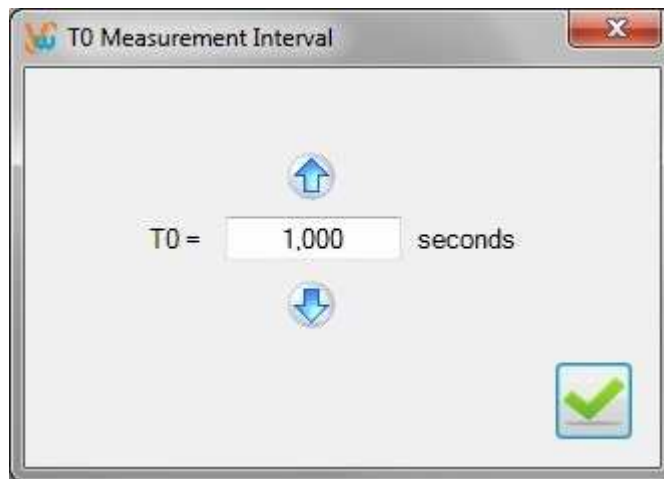 T0 Measurement Interval
T0 = 1,000 seconds